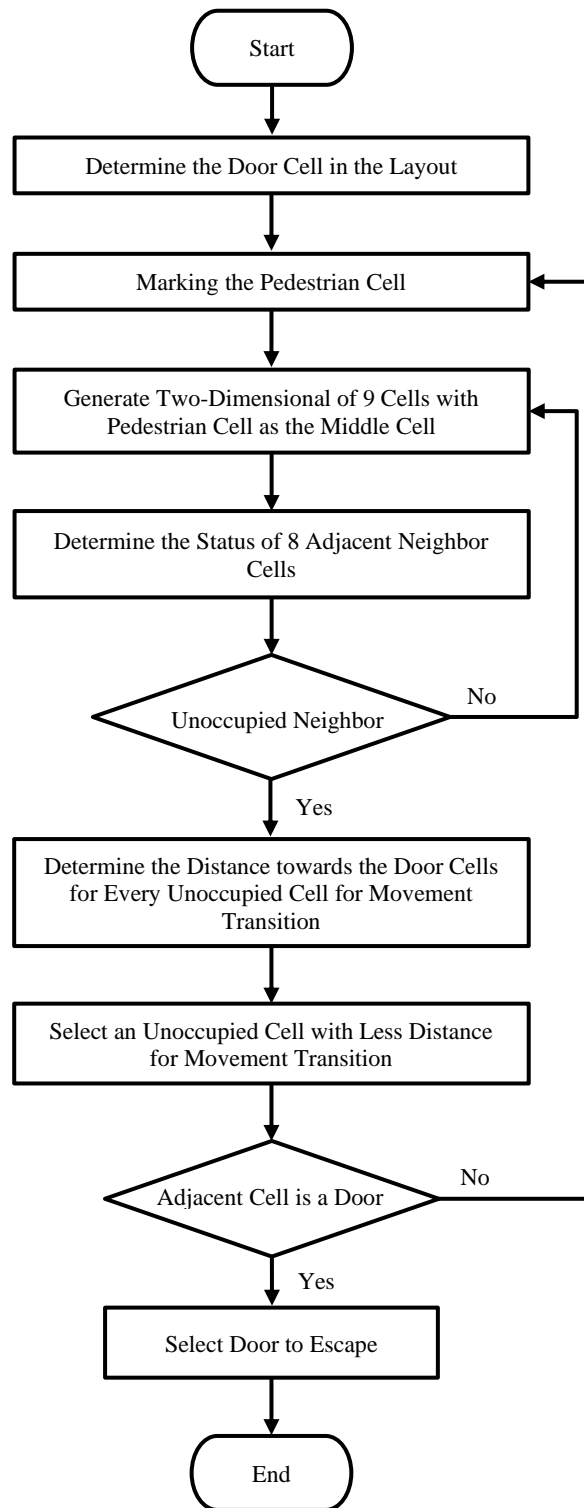 Start
Determine the Door Cell in the Layout
Marking the Pedestrian Cell
Generate Two-Dimensional of 9 Cells with
Pedestrian Cell as the Middle Cell
Determine the Status of 8 Adjacent Neighbor
Cells
Unoccupied Neighbor
No
Yes
Determine the Distance towards the Door Cells
for Every Unoccupied Cell for Movement
Transition
Select an Unoccupied Cell with Less Distance
for Movement Transition
Adjacent Cell is a Door
No
Yes
Select Door to Escape
End